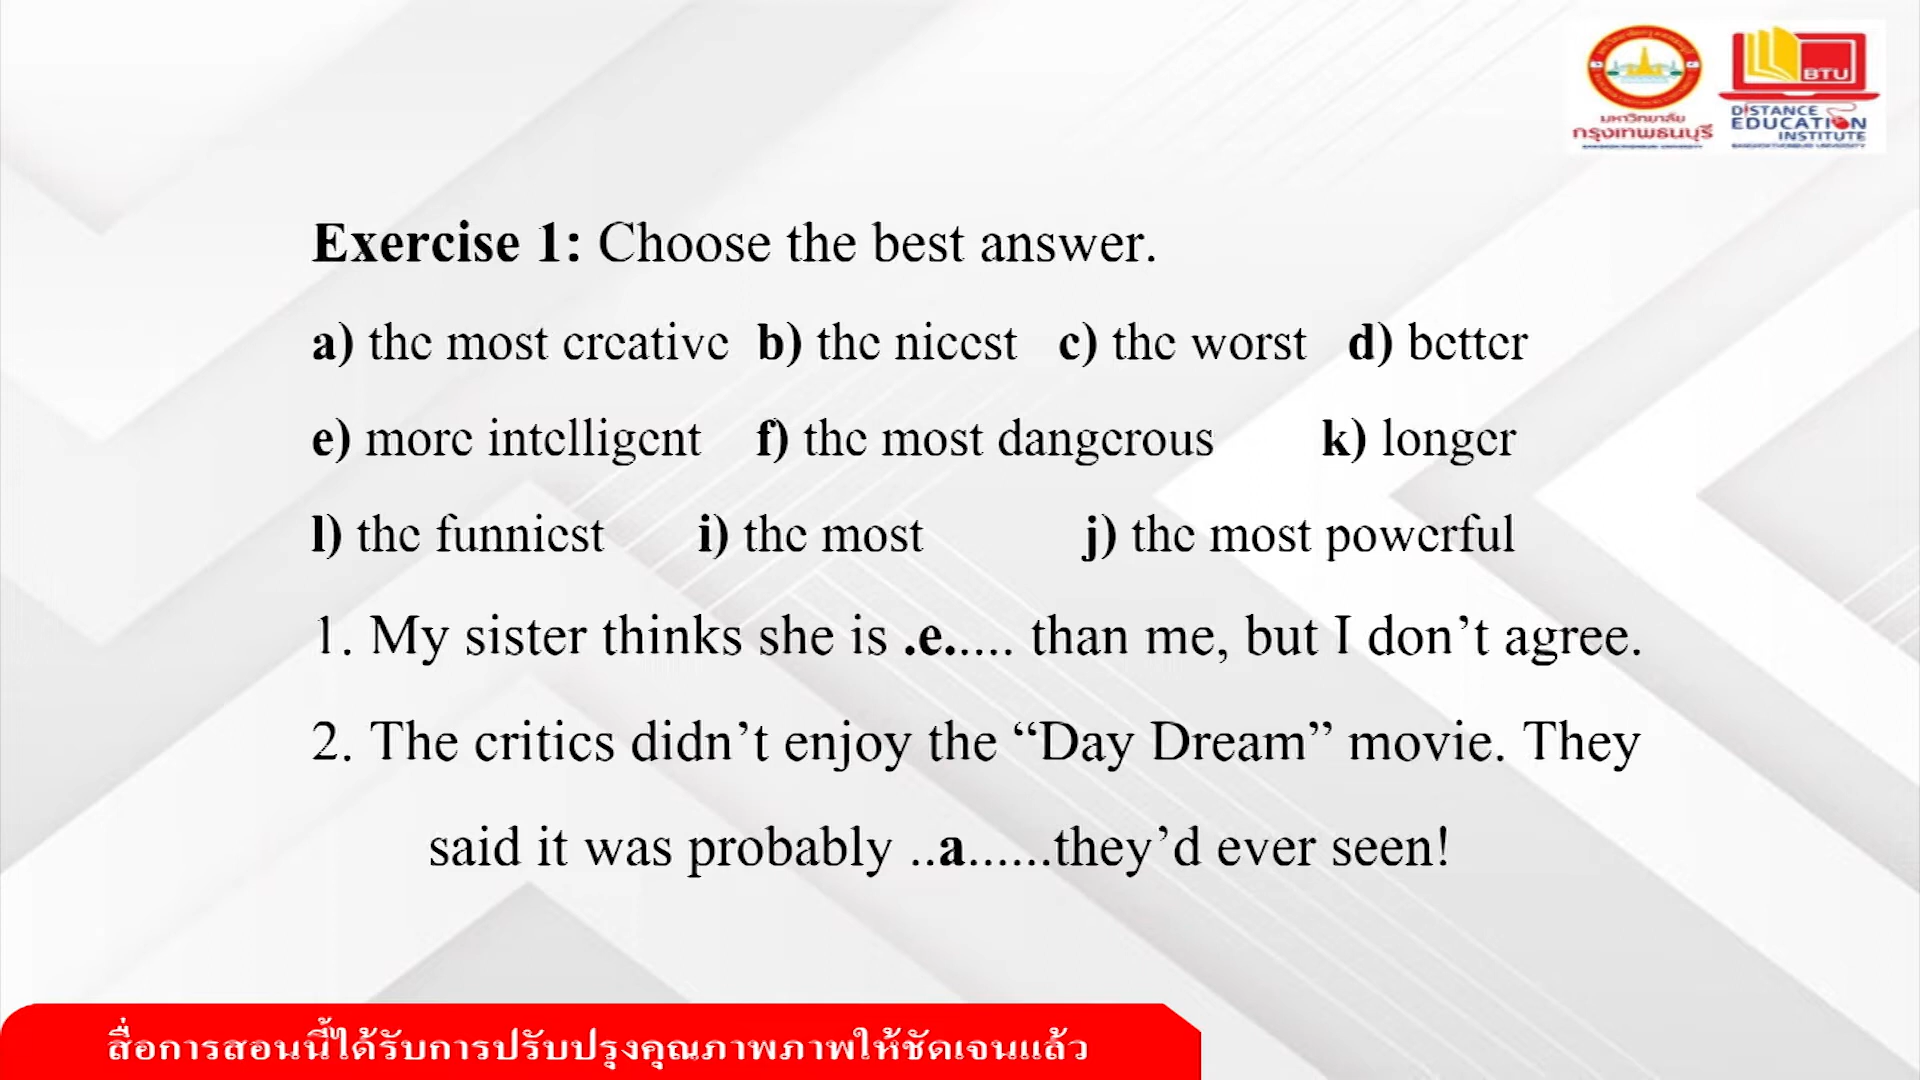 มหาวิทยาลัย
กรุงเทพธนบุรี
BTU
DISTANCE
EDUCATION
INSTITUTE
Exercise 1: Choose the best answer.
a) the most creative b) the nicest c) the worst d) better
e) more intelligent f) the most dangerous k) longer
l) the funniest i) the most j) the most powerful
1. My sister thinks she is .e..... than me, but I don’t agree.
2. The critics didn’t enjoy the “Day Dream” movie. They
said it was probably ..a......they’d ever seen!
สื่อการสอนนี้ได้รับการปรับปรุงคุณภาพภาพให้ชัดเจนแล้ว